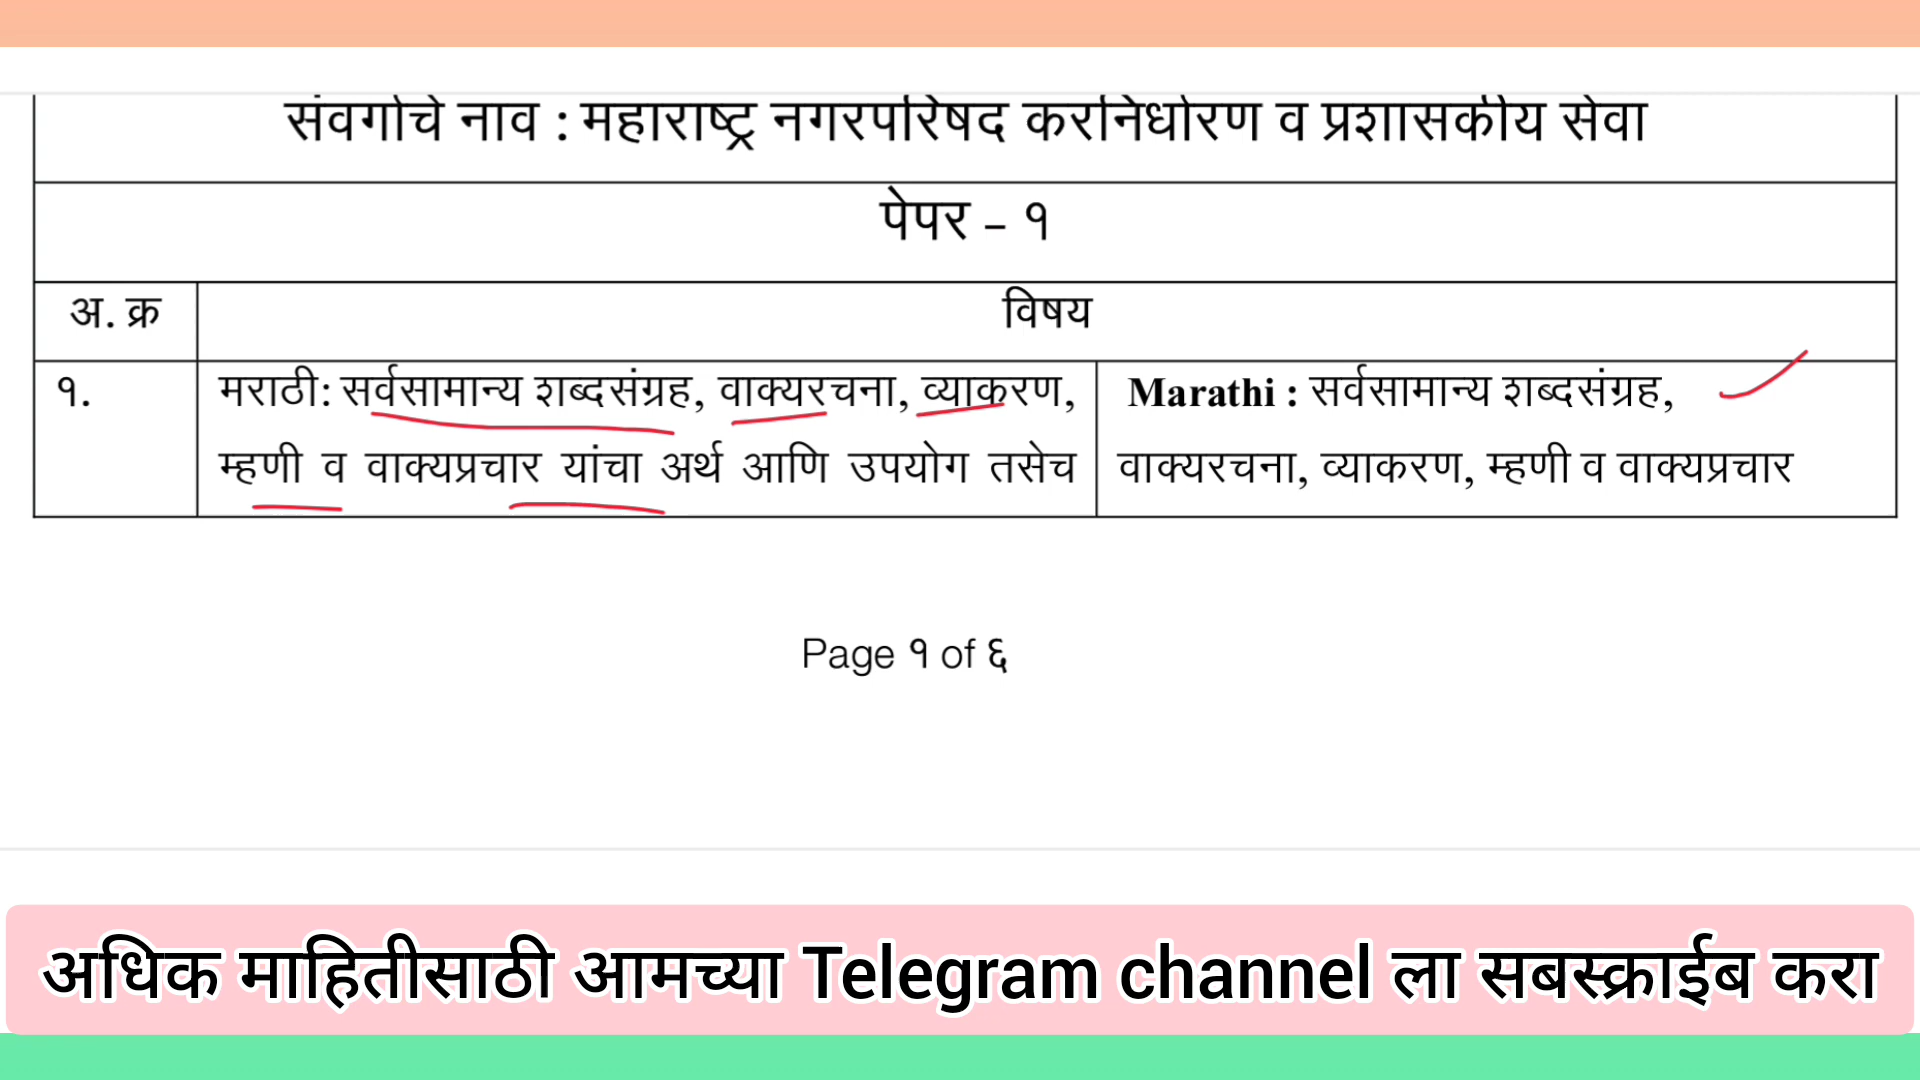 संवर्गाचे नाव : महाराष्ट्र नगरपरिषद करनिर्धारण व प्रशासकीय सेवा
पेपर – १
अ. क्र विषय
१. मराठी: सर्वसामान्य शब्दसंग्रह, वाक्यरचना, व्याकरण,
म्हणी व वाक्यप्रचार यांचा अर्थ आणि उपयोग तसेच
Marathi : सर्वसामान्य शब्दसंग्रह,
वाक्यरचना, व्याकरण, म्हणी व वाक्यप्रचार
Page १ of ६
अधिक माहितीसाठी आमच्या Telegram channel ला सबस्क्राईब करा